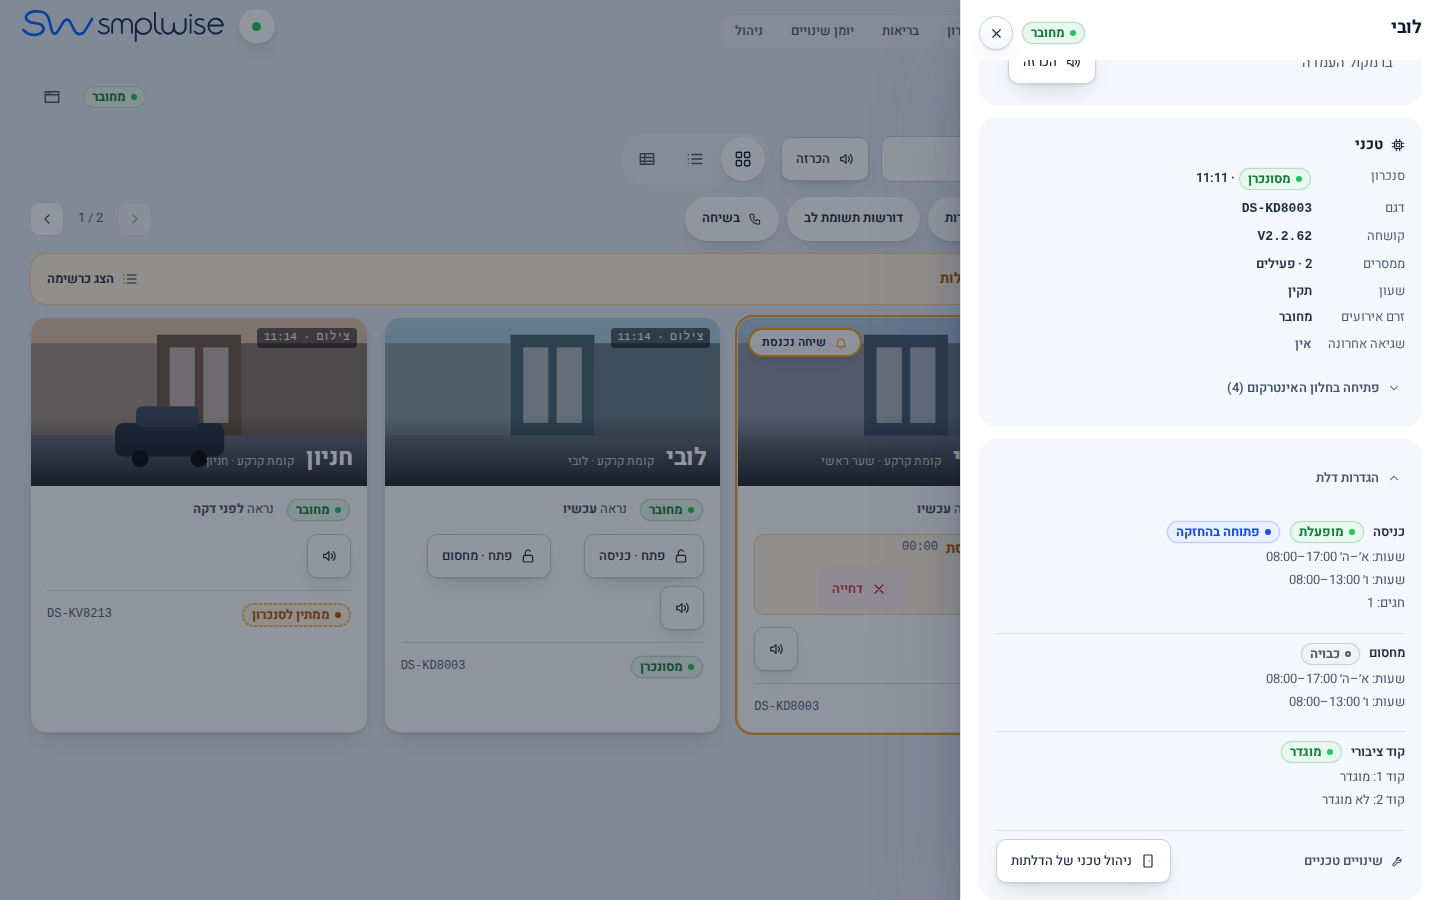 לובי
מחובר
ברמקול העמדה
הכרזה
טכני
סנכרון
מסונכרן · 11:11
דגם
DS-KD8003
קושחה
V2.2.62
ממסרים
2 · פעילים
שעון
תקין
זרם אירועים
מחובר
שגיאה אחרונה
אין
פתיחה בחלון האינטרקום (4)
הגדרות דלת
כניסה מופעלת פתוחה בהחזקה
שעות: א׳–ה׳ 08:00–17:00
שעות: ו׳ 08:00–13:00
חגים: 1
מחסום כבויה
שעות: א׳–ה׳ 08:00–17:00
שעות: ו׳ 08:00–13:00
קוד ציבורי מוגדר
קוד 1: מוגדר
קוד 2: לא מוגדר
שינויים טכניים
ניהול טכני של הדלתות
smplwise
בריאות
יומן שינויים
ניהול
מחובר
הכרזה
דורשות תשומת לב
בשיחה
1 / 2
הצג כרשימה
שיחה נכנסת
קומת קרקע · שער ראשי
עכשיו
00:00
דחייה
DS-KD8003
צילום · 11:14
לובי
קומת קרקע · לובי
מחובר
נראה עכשיו
פתח · כניסה
פתח · מחסום
מסונכרן
DS-KD8003
צילום · 11:14
חניון
קומת קרקע · חניון
מחובר
נראה לפני דקה
ממתין לסנכרון
DS-KV8213